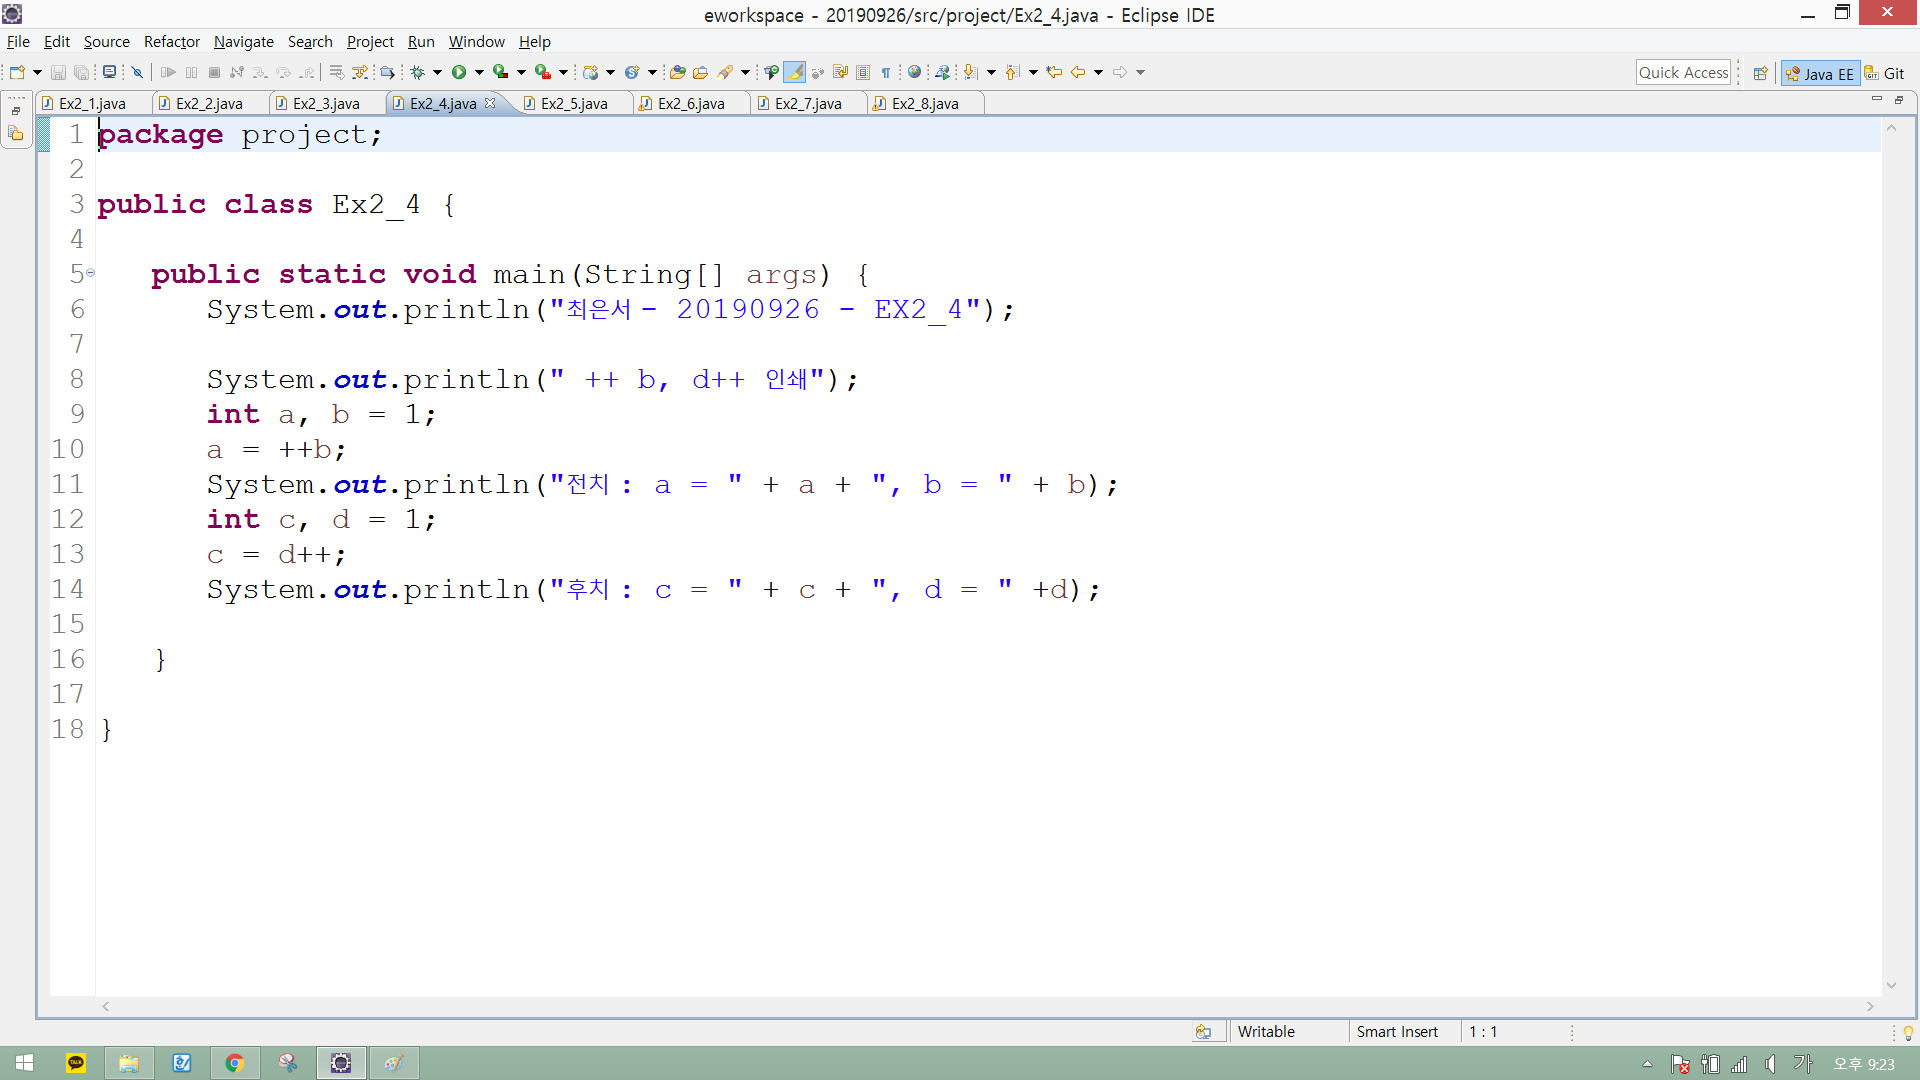 eworkspace - 20190926/src/project/Ex2_4.java - Eclipse IDE
File Edit Source Refactor Navigate Search Project Run Window Help
Quick Access Java EE Git
Ex2_1.java Ex2_2.java Ex2_3.java Ex2_4.java Ex2_5.java Ex2_6.java Ex2_7.java Ex2_8.java
1 package project;
2
3 public class Ex2_4 {
4
5 public static void main(String[] args) {
6 System.out.println("최은서 - 20190926 - EX2_4");
7
8 System.out.println(" ++ b, d++ 인쇄");
9 int a, b = 1;
10 a = ++b;
11 System.out.println("전치 : a = " + a + ", b = " + b);
12 int c, d = 1;
13 c = d++;
14 System.out.println("후치 : c = " + c + ", d = " +d);
15
16 }
17
18 }
Writable Smart Insert 1 : 1
TALK 가 오후 9:23